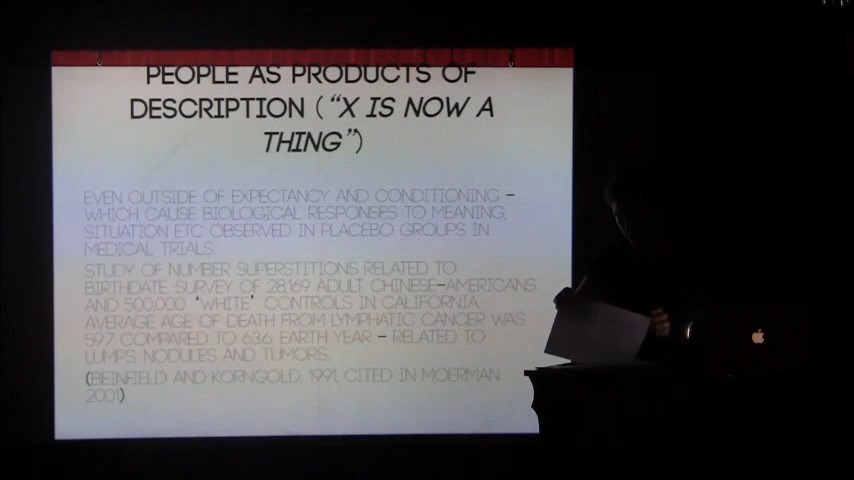 PEOPLE AS PRODUCTS OF
DESCRIPTION ("X IS NOW A
THING")
EVEN OUTSIDE OF EXPECTANCY AND CONDITIONING –
WHICH CAUSE BIOLOGICAL RESPONSES TO MEANING,
SITUATION ETC OBSERVED IN PLACEBO GROUPS IN
MEDICAL TRIALS.
STUDY OF NUMBER SUPERSTITIONS RELATED TO
BIRTHDATE SURVEY OF 28,169 ADULT CHINESE-AMERICANS
AND 500,000 'WHITE' CONTROLS IN CALIFORNIA.
AVERAGE AGE OF DEATH FROM LYMPHATIC CANCER WAS
59.7 COMPARED TO 63.6 EARTH YEAR – RELATED TO
LUMPS, NODULES AND TUMORS.
(BEINFIELD AND KORNGOLD, 1991, CITED IN MOERMAN
2001)